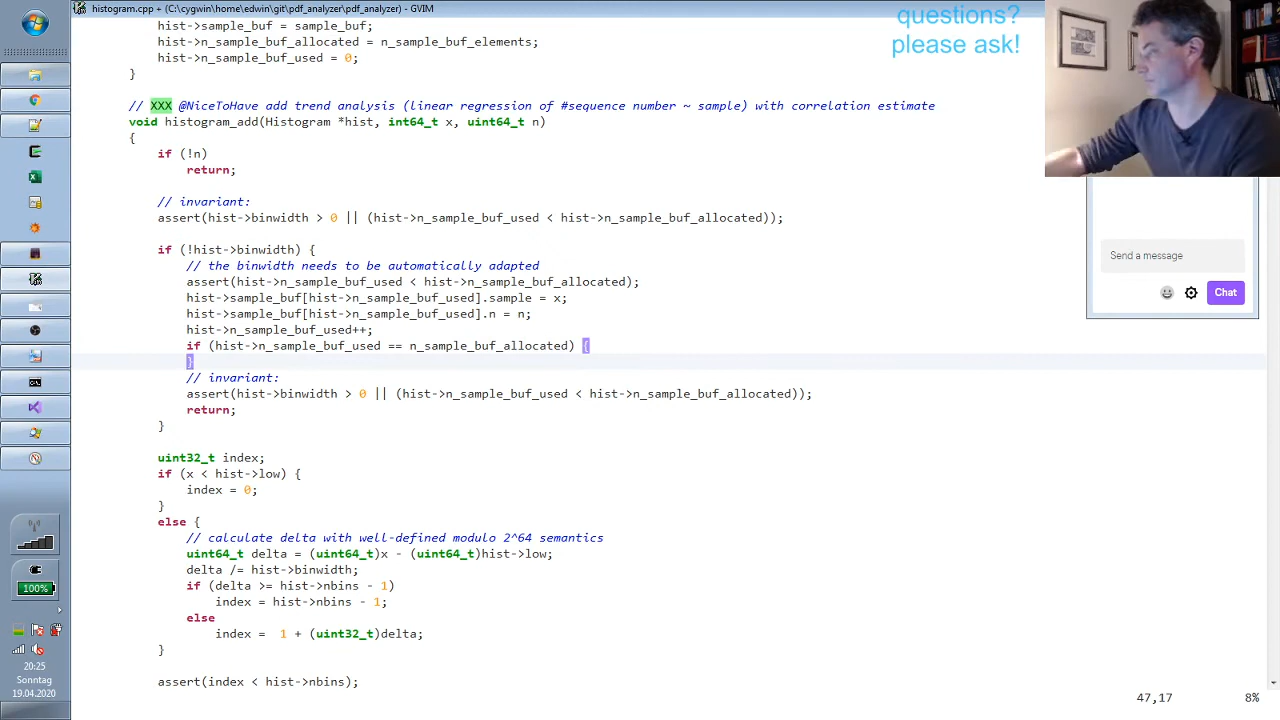 histogram.cpp + (C:\cygwin\home\edwin\git\pdf_analyzer\pdf_analyzer) - GVIM
questions?
please ask!
hist->sample_buf = sample_buf;
hist->n_sample_buf_allocated = n_sample_buf_elements;
hist->n_sample_buf_used = 0;
}
// XXX @NiceToHave add trend analysis (linear regression of #sequence number ~ sample) with correlation estimate
void histogram_add(Histogram *hist, int64_t x, uint64_t n)
{
if (!n)
return;
// invariant:
assert(hist->binwidth > 0 || (hist->n_sample_buf_used < hist->n_sample_buf_allocated));
if (!hist->binwidth) {
// the binwidth needs to be automatically adapted
assert(hist->n_sample_buf_used < hist->n_sample_buf_allocated);
hist->sample_buf[hist->n_sample_buf_used].sample = x;
hist->sample_buf[hist->n_sample_buf_used].n = n;
hist->n_sample_buf_used++;
if (hist->n_sample_buf_used == n_sample_buf_allocated) {
}
// invariant:
assert(hist->binwidth > 0 || (hist->n_sample_buf_used < hist->n_sample_buf_allocated));
return;
}
uint32_t index;
if (x < hist->low) {
index = 0;
}
else {
// calculate delta with well-defined modulo 2^64 semantics
uint64_t delta = (uint64_t)x - (uint64_t)hist->low;
delta /= hist->binwidth;
if (delta >= hist->nbins - 1)
index = hist->nbins - 1;
else
index =  1 + (uint32_t)delta;
}
assert(index < hist->nbins);
47,17 8%
Send a message
Chat
100%
20:25
Sonntag
19.04.2020